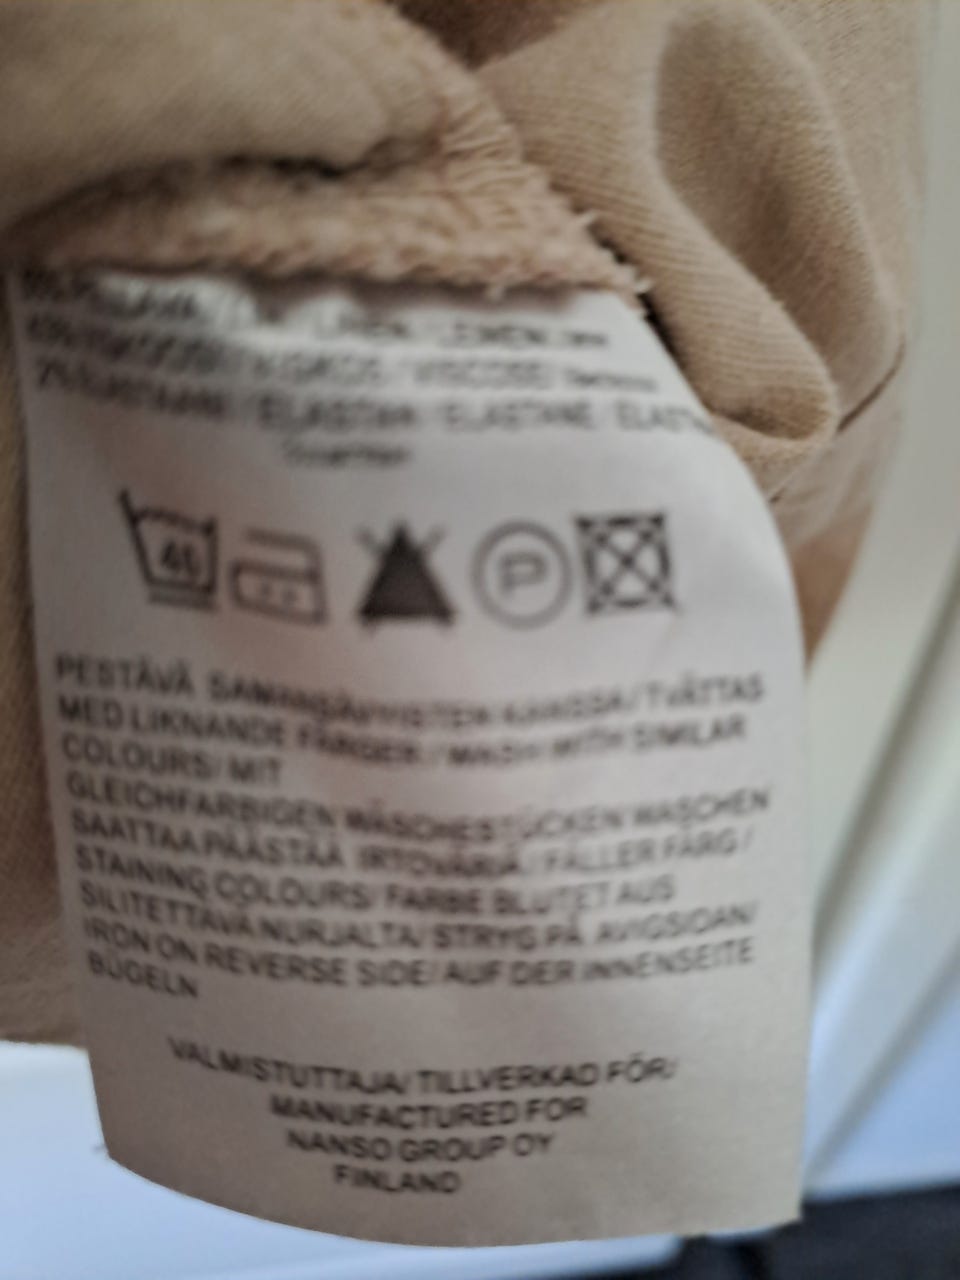 LINEN
VISCOSE
ELASTAN / ELASTANE /
40 P
PESTÄVÄ SAMANSÄVYISTEN KANSSA / TVÄTTAS
MED LIKNANDE FÄRGER / WASH WITH SIMILAR
COLOURS/ MIT
GLEICHFARBIGEN WÄSCHESTÜCKEN WASCHEN
SAATTAA PÄÄSTÄÄ IRTOVÄRIÄ / FÄLLER FÄRG /
STAINING COLOURS/ FARBE BLUTET AUS
SILITETTÄVÄ NURJALTA/ STRYG PÅ AVIGSIDAN/
IRON ON REVERSE SIDE/ AUF DER INNENSEITE
BÜGELN
VALMISTUTTAJA/ TILLVERKAD FÖR/
MANUFACTURED FOR
NANSO GROUP OY
FINLAND